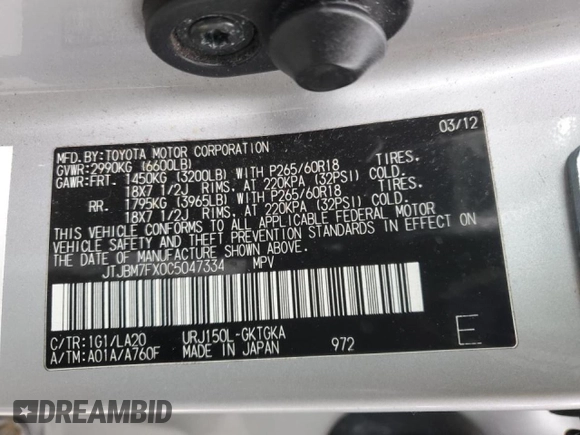 MFD.BY:TOYOTA MOTOR CORPORATION 03/12
GVWR:2990KG (6600LB)
GAWR:FRT. 1450KG (3200LB) WITH P265/60R18 TIRES.
18X7 1/2J RIMS. AT 220KPA (32PSI) COLD.
RR. 1795KG (3965LB) WITH P265/60R18 TIRES.
18X7 1/2J RIMS. AT 220KPA (32PSI) COLD.
THIS VEHICLE CONFORMS TO ALL APPLICABLE FEDERAL MOTOR
VEHICLE SAFETY AND THEFT PREVENTION STANDARDS IN EFFECT ON
THE DATE OF MANUFACTURE SHOWN ABOVE.
JTJBM7FX0C5047334 MPV
C/TR:1G1/LA20 URJ150L-GKTGKA
A/TM:A01A/A760F MADE IN JAPAN 972 E
DREAMBID